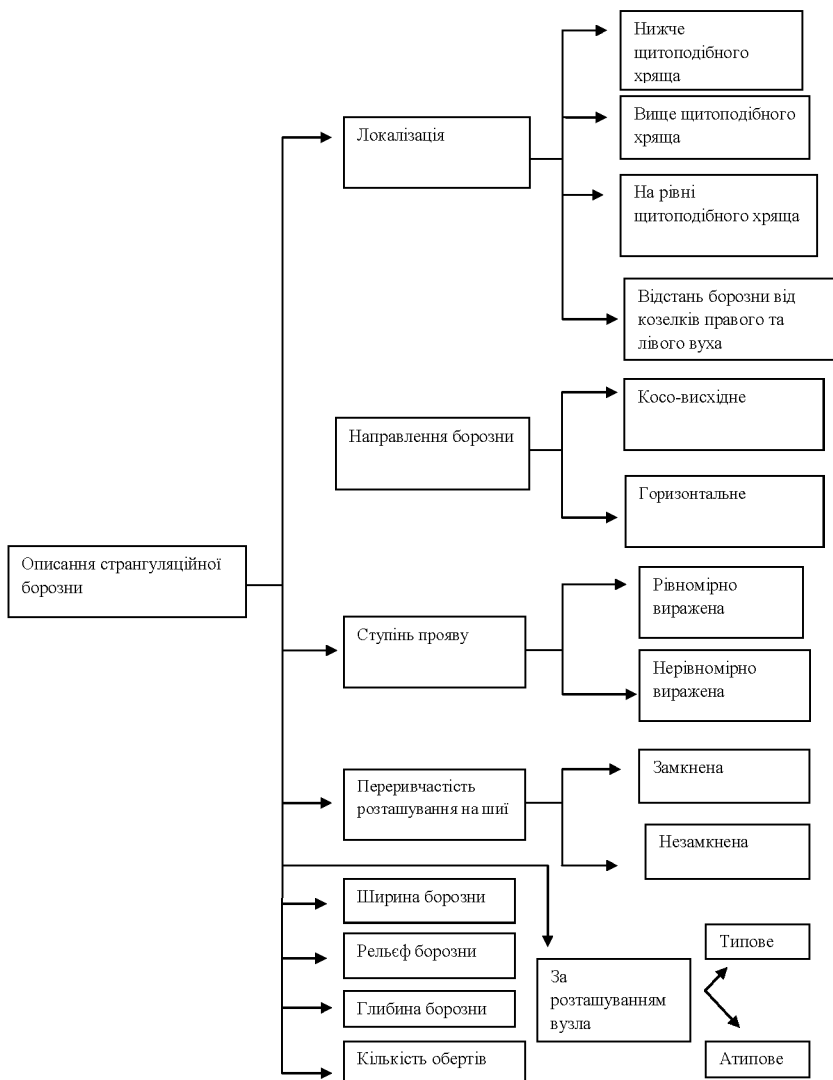 Нижче
щитоподібного
хряща
Локалізація
Вище щитоподібного
хряща
На рівні
щитоподібного хряща
Відстань борозни від
козелків правого та
лівого вуха
Направлення борозни
Косо-висхідне
Горизонтальне
Описання странгуляційної
борозни
Ступінь прояву
Рівномірно
виражена
Нерівномірно
виражена
Переривчастість
розташування на шиї
Замкнена
Незамкнена
Ширина борозни
Рельєф борозни
Глибина борозни
Кількість обертів
За
розташуванням
вузла
Типове
Атипове